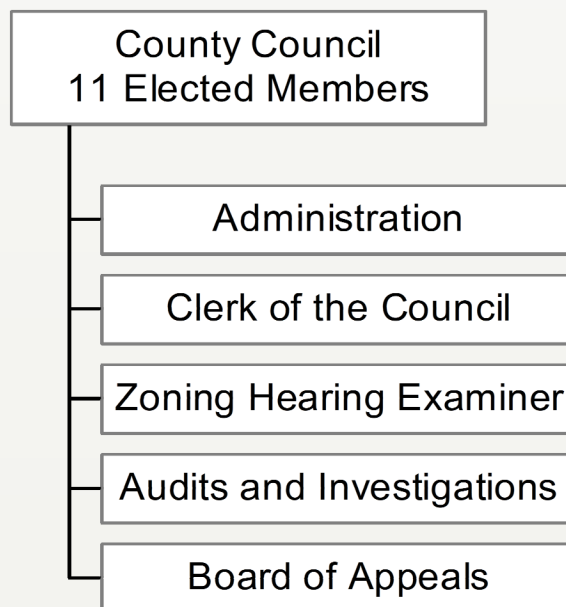 County Council
11 Elected Members
Administration
Clerk of the Council
Zoning Hearing Examiner
Audits and Investigations
Board of Appeals